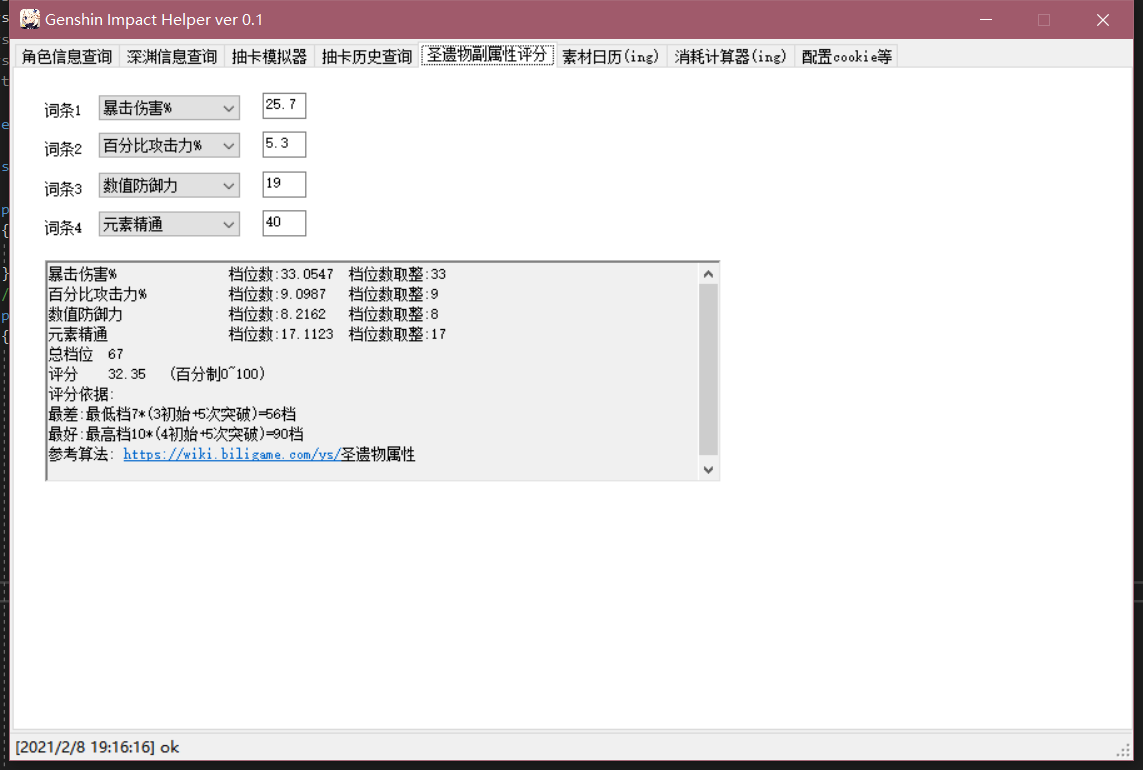 Genshin Impact Helper ver 0.1
角色信息查询 深渊信息查询 抽卡模拟器 抽卡历史查询 圣遗物副属性评分 素材日历(ing) 消耗计算器(ing) 配置cookie等
词条1 暴击伤害% 25.7
词条2 百分比攻击力% 5.3
词条3 数值防御力 19
词条4 元素精通 40
暴击伤害% 档位数:33.0547 档位数取整:33
百分比攻击力% 档位数:9.0987 档位数取整:9
数值防御力 档位数:8.2162 档位数取整:8
元素精通 档位数:17.1123 档位数取整:17
总档位 67
评分 32.35 (百分制0~100)
评分依据:
最差:最低档7*(3初始+5次突破)=56档
最好:最高档10*(4初始+5次突破)=90档
参考算法: https://wiki.biligame.com/ys/圣遗物属性
[2021/2/8 19:16:16] ok